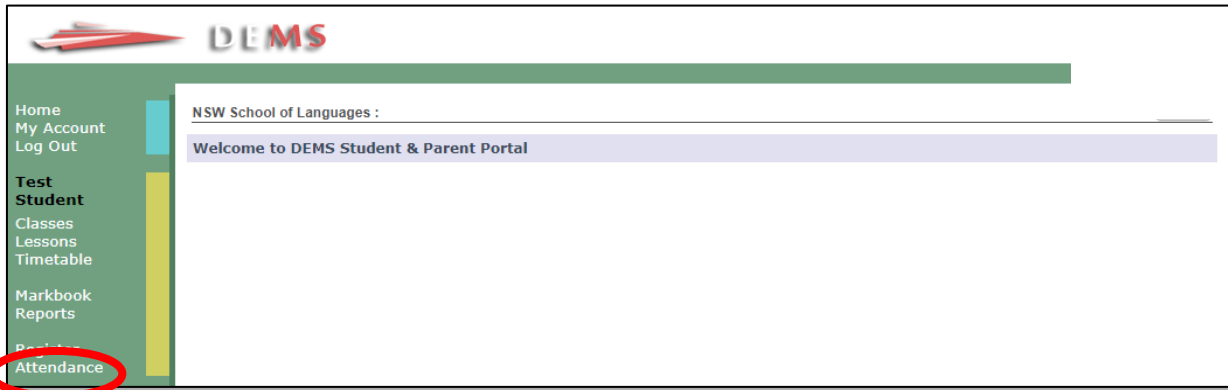 DEMS
Home
My Account
Log Out
NSW School of Languages :
Welcome to DEMS Student & Parent Portal
Test
Student
Classes
Lessons
Timetable
Markbook
Reports
Register
Attendance